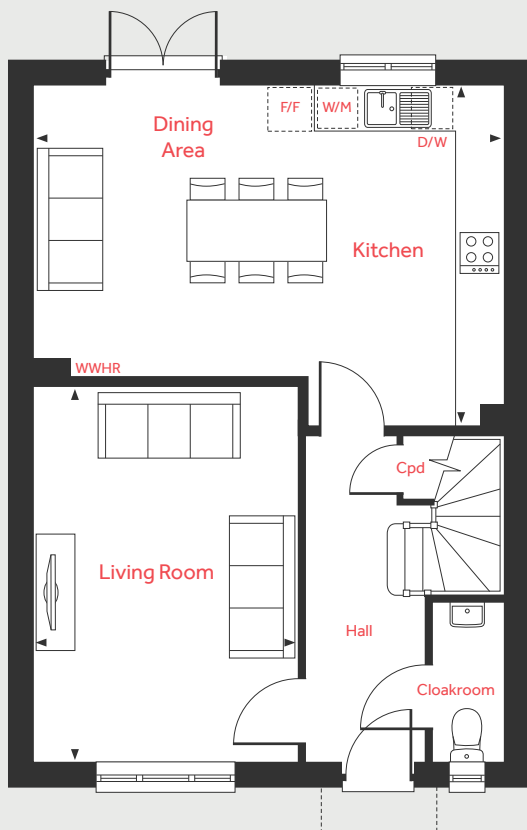 F/F
W/M
Dining
Area
D/W
Kitchen
WWHR
Cpd
Living Room
Hall
Cloakroom